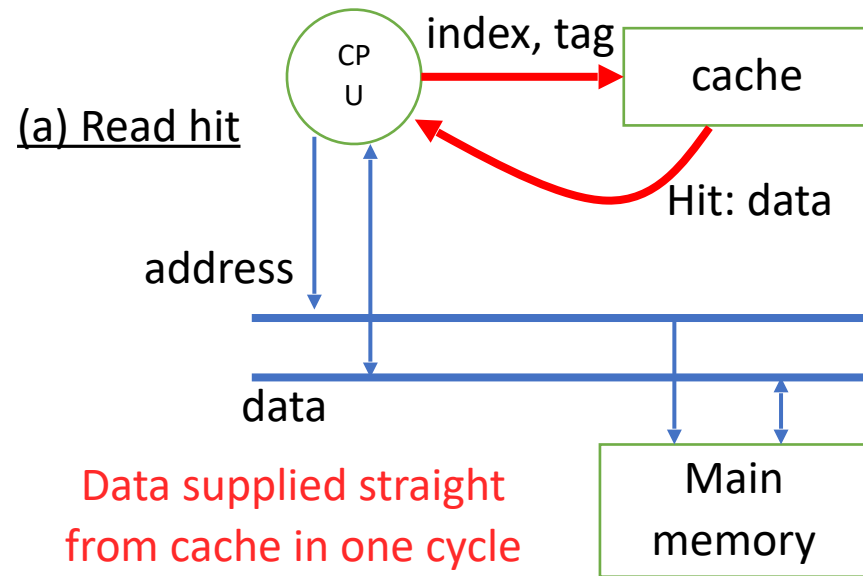 index, tag
CP
U
cache
(a) Read hit
Hit: data
address
data
Data supplied straight
from cache in one cycle
Main
memory